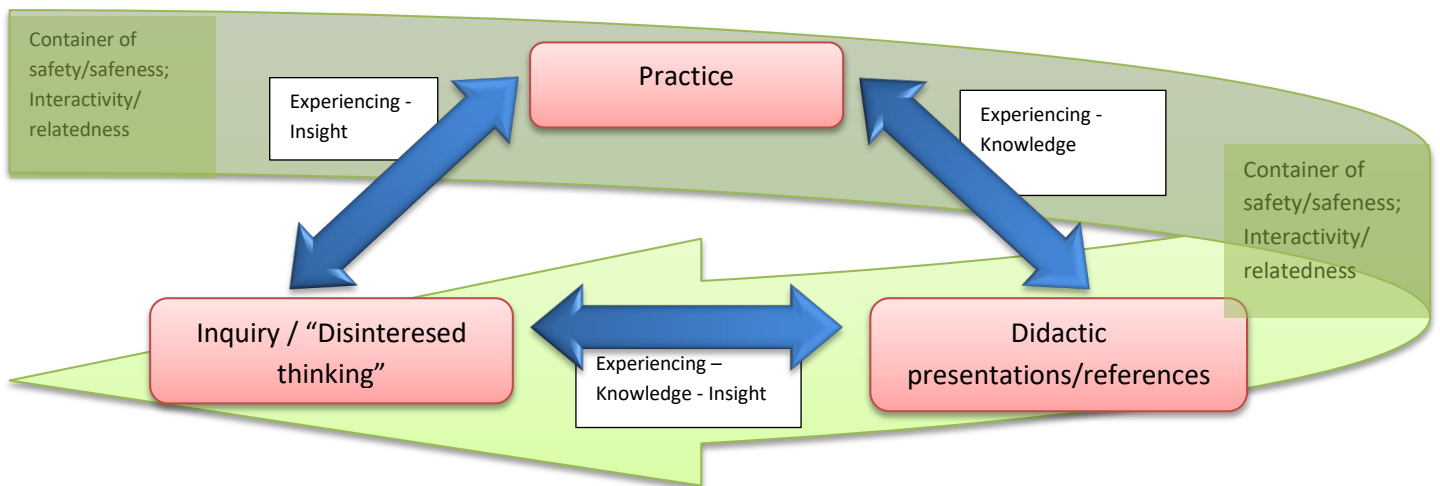 Container of
safety/safeness;
Interactivity/
relatedness
Practice
Experiencing -
Insight
Experiencing -
Knowledge
Container of
safety/safeness;
Interactivity/
relatedness
Inquiry / “Disinteresed
thinking”
Experiencing –
Knowledge - Insight
Didactic
presentations/references